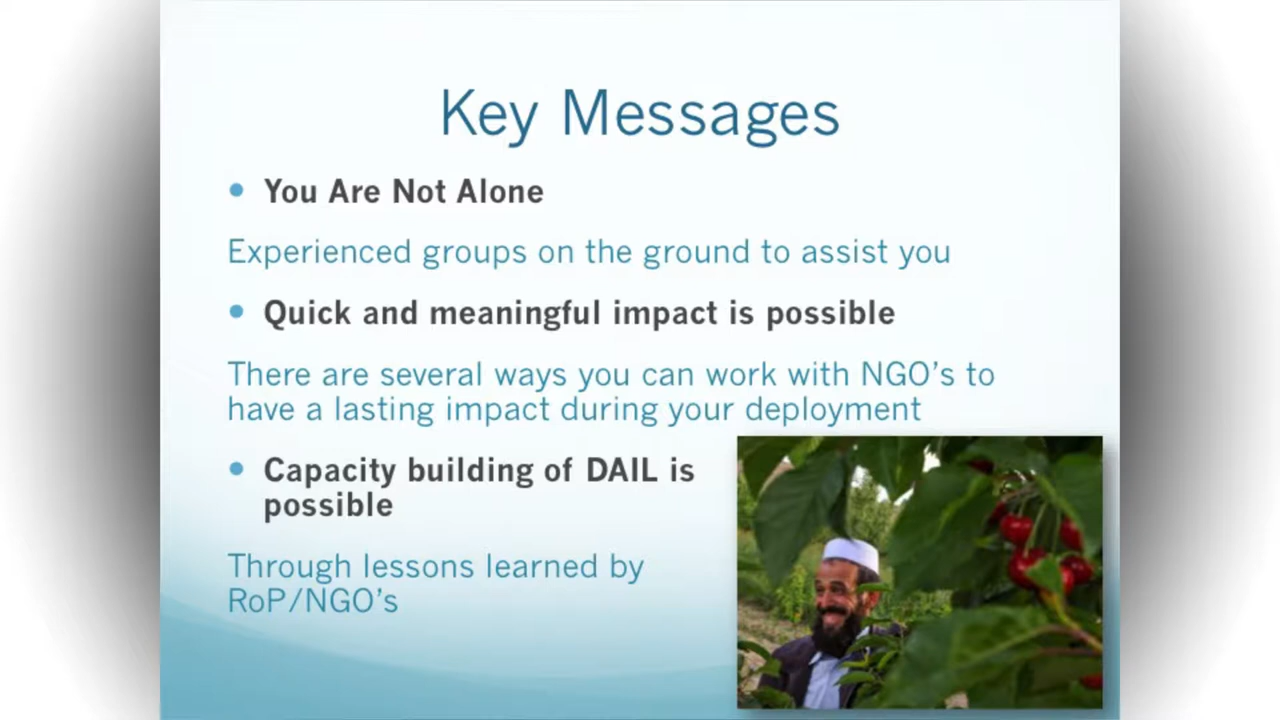 Key Messages
• You Are Not Alone
Experienced groups on the ground to assist you
• Quick and meaningful impact is possible
There are several ways you can work with NGO's to
have a lasting impact during your deployment
• Capacity building of DAIL is
possible
Through lessons learned by
RoP/NGO's